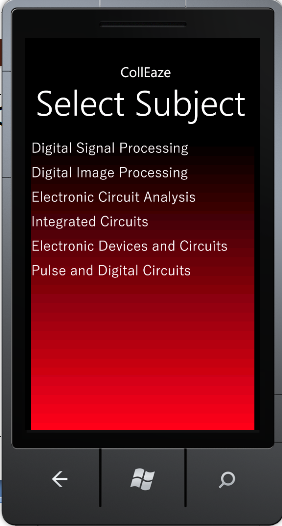 CollEaze
Select Subject
Digital Signal Processing
Digital Image Processing
Electronic Circuit Analysis
Integrated Circuits
Electronic Devices and Circuits
Pulse and Digital Circuits